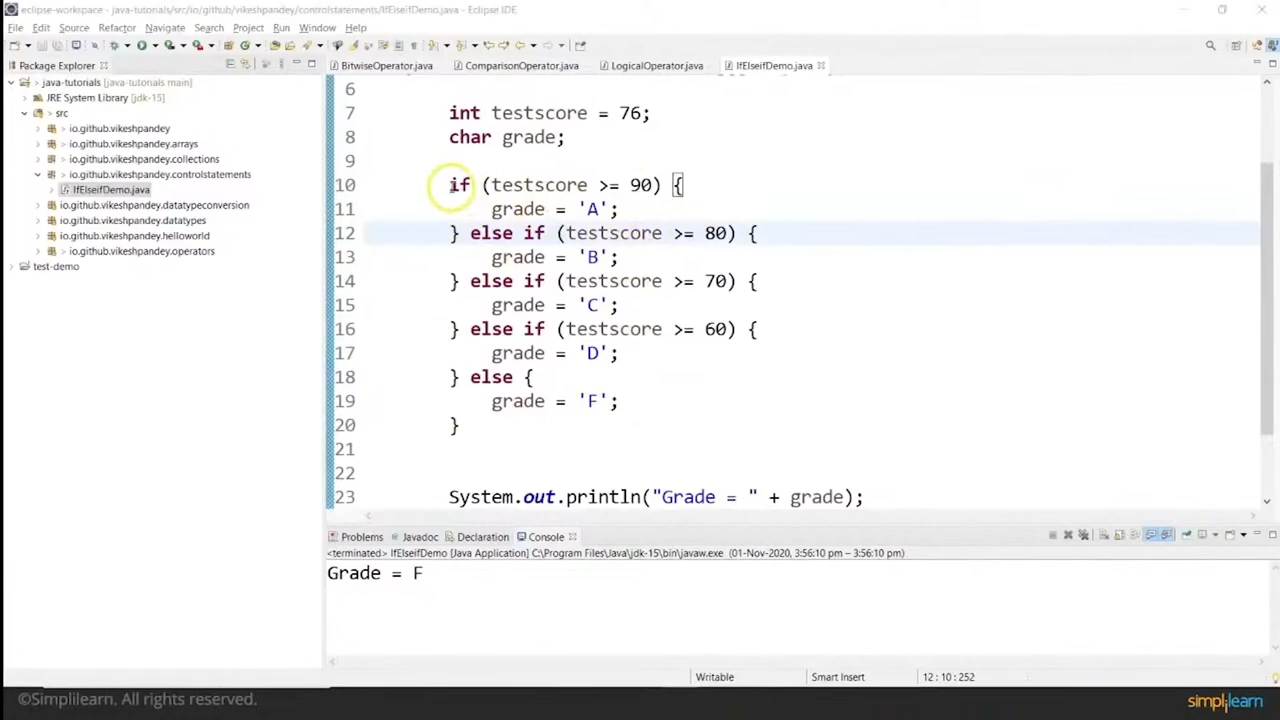 eclipse-workspace - java-tutorials/src/io/github/vikeshpandey/controlstatements/IfElseifDemo.java - Eclipse IDE
File Edit Source Refactor Navigate Search Project Run Window Help
Package Explorer
BitwiseOperator.java ComparisonOperator.java LogicalOperator.java IfElseifDemo.java
java-tutorials [java-tutorials main]
JRE System Library [jdk-15]
src
> io.github.vikeshpandey
> io.github.vikeshpandey.arrays
> io.github.vikeshpandey.collections
> io.github.vikeshpandey.controlstatements
> IfElseifDemo.java
io.github.vikeshpandey.datatypeconversion
> io.github.vikeshpandey.datatypes
> io.github.vikeshpandey.helloworld
> io.github.vikeshpandey.operators
test-demo
6
7 int testscore = 76;
8 char grade;
9
10 if (testscore >= 90) {
11 grade = 'A';
12 } else if (testscore >= 80) {
13 grade = 'B';
14 } else if (testscore >= 70) {
15 grade = 'C';
16 } else if (testscore >= 60) {
17 grade = 'D';
18 } else {
19 grade = 'F';
20 }
21
22
23 System.out.println("Grade = " + grade);
Problems Javadoc Declaration Console
<terminated> IfElseifDemo [Java Application] C:\Program Files\Java\jdk-15\bin\javaw.exe (01-Nov-2020, 3:56:10 pm – 3:56:10 pm)
Grade = F
Writable Smart Insert 12 : 10 : 252
©Simplilearn. All rights reserved.
simplilearn